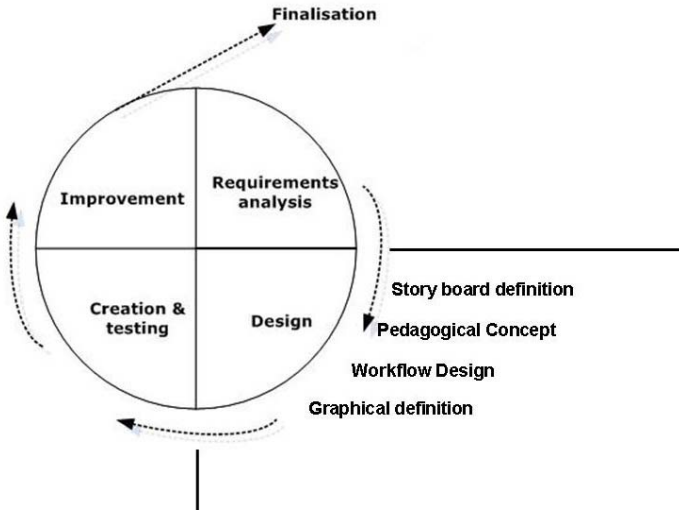 Finalisation
Improvement
Requirements
analysis
Creation &
testing
Design
Story board definition
Pedagogical Concept
Workflow Design
Graphical definition